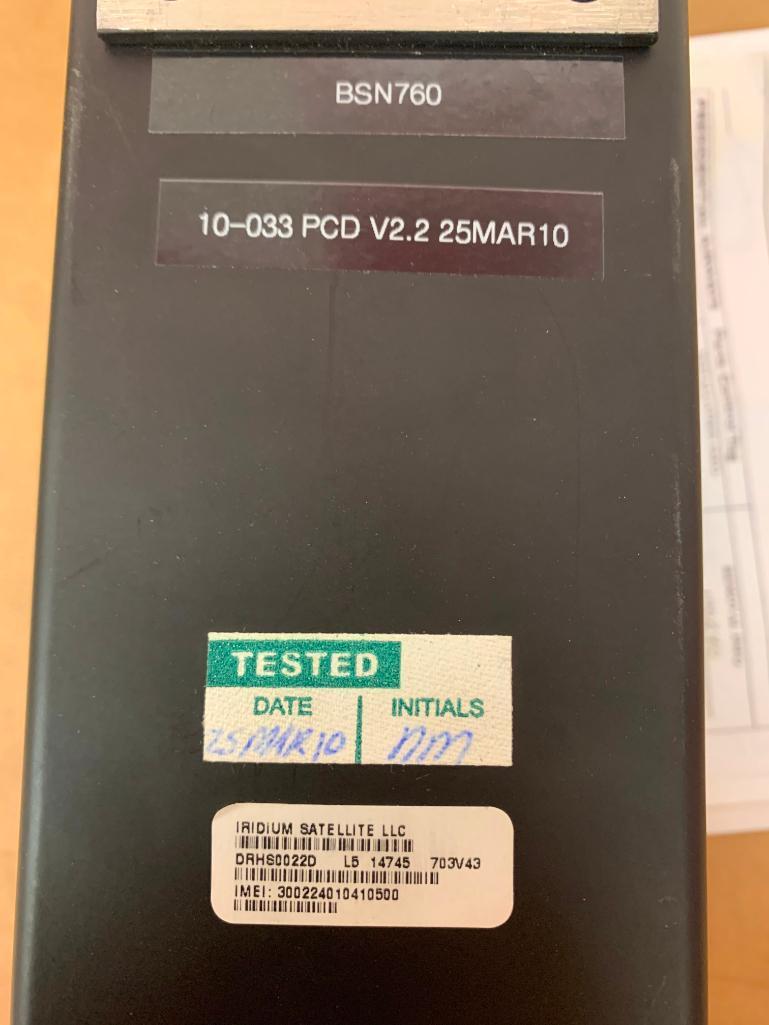 BSN760
10-033 PCD V2.2 25MAR10
TESTED
DATE INITIALS
25MAR10 nm
IRIDIUM SATELLITE LLC
DRHS0022D L5 14745 703V43
IMEI: 300224010410500